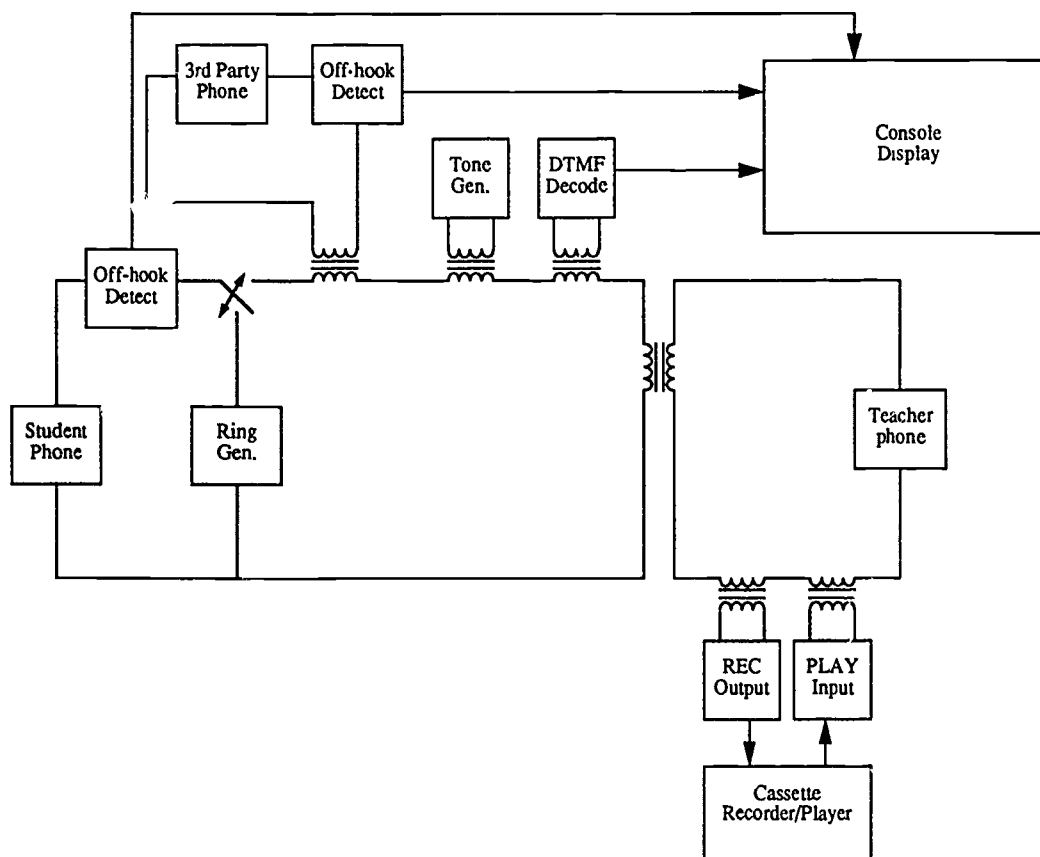 3rd Party
Phone
Off-hook
Detect
Console
Display
Tone
Gen.
DTMF
Decode
Off-hook
Detect
Student
Phone
Ring
Gen.
Teacher
phone
REC
Output
PLAY
Input
Cassette
Recorder/Player